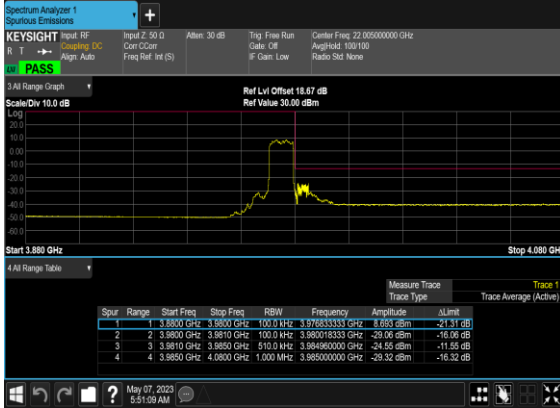 Spectrum Analyzer 1
Spurious Emissions
KEYSIGHT Input: RF Input Z: 50 Ω Atten: 30 dB Trig: Free Run Center Freq: 22.005000000 GHz
R T Coupling: DC Corr CCorr Gate: Off Avg|Hold: 100/100
Align: Auto Freq Ref: Int (S) IF Gain: Low Radio Std: None
PASS
3 All Range Graph
Ref Lvl Offset 18.67 dB
Scale/Div 10.0 dB Ref Value 30.00 dBm
Log
20.0
10.0
0.00
-10.0
-20.0
-30.0
-40.0
-50.0
-60.0
Start 3.880 GHz Stop 4.080 GH
4 All Range Table
Measure Trace Trace 1
Trace Type Trace Average (Active)
Spur Range Start Freq Stop Freq RBW Frequency Amplitude ΔLimit
1 1 3.8800 GHz 3.9800 GHz 100.0 kHz 3.976833333 GHz 8.693 dBm -21.31 dB
2 2 3.9800 GHz 3.9810 GHz 100.0 kHz 3.980018333 GHz -29.06 dBm -16.06 dB
3 3 3.9810 GHz 3.9850 GHz 510.0 kHz 3.984960000 GHz -24.55 dBm -11.55 dB
4 4 3.9850 GHz 4.0800 GHz 1.000 MHz 3.985000000 GHz -29.32 dBm -16.32 dB
May 07, 2023
5:51:09 AM